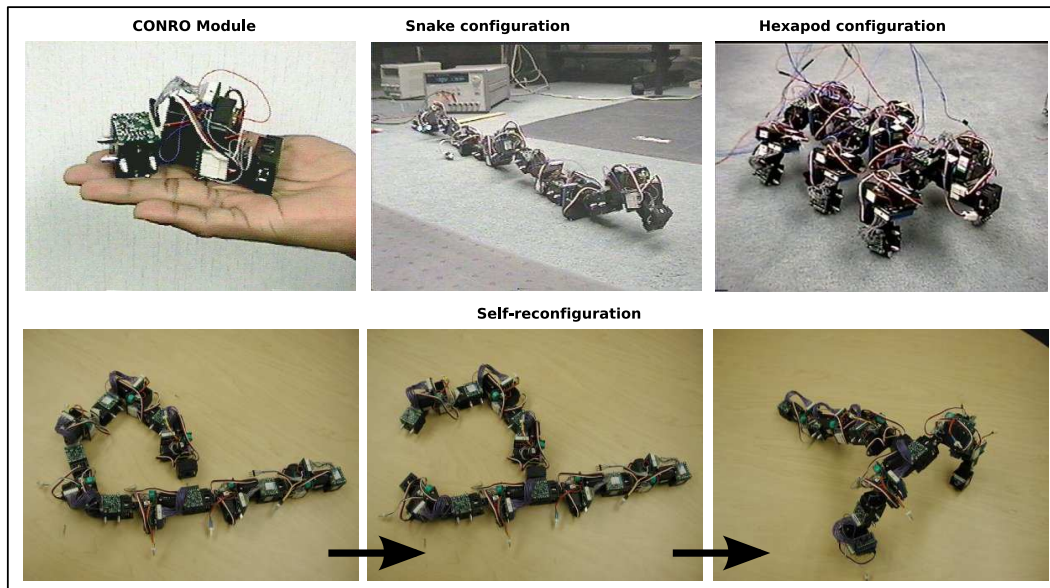 CONRO Module
Snake configuration
Hexapod configuration
Self-reconfiguration